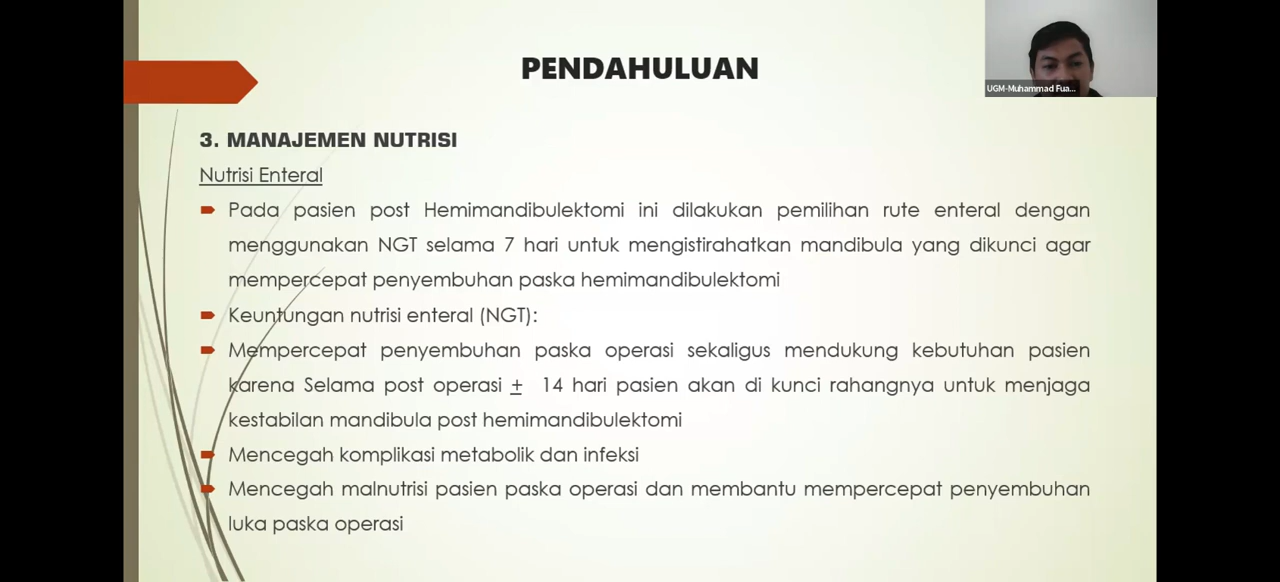 PENDAHULUAN
UGM-Muhammad Fua...
3. MANAJEMEN NUTRISI
Nutrisi Enteral
Pada pasien post Hemimandibulektomi ini dilakukan pemilihan rute enteral dengan
menggunakan NGT selama 7 hari untuk mengistirahatkan mandibula yang dikunci agar
mempercepat penyembuhan paska hemimandibulektomi
Keuntungan nutrisi enteral (NGT):
Mempercepat penyembuhan paska operasi sekaligus mendukung kebutuhan pasien
karena Selama post operasi ± 14 hari pasien akan di kunci rahangnya untuk menjaga
kestabilan mandibula post hemimandibulektomi
Mencegah komplikasi metabolik dan infeksi
Mencegah malnutrisi pasien paska operasi dan membantu mempercepat penyembuhan
luka paska operasi